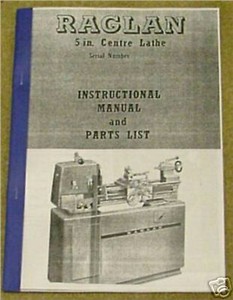 RAGLAN
5 in. Centre Lathe
Serial Number
INSTRUCTIONAL
MANUAL
and
PARTS LIST